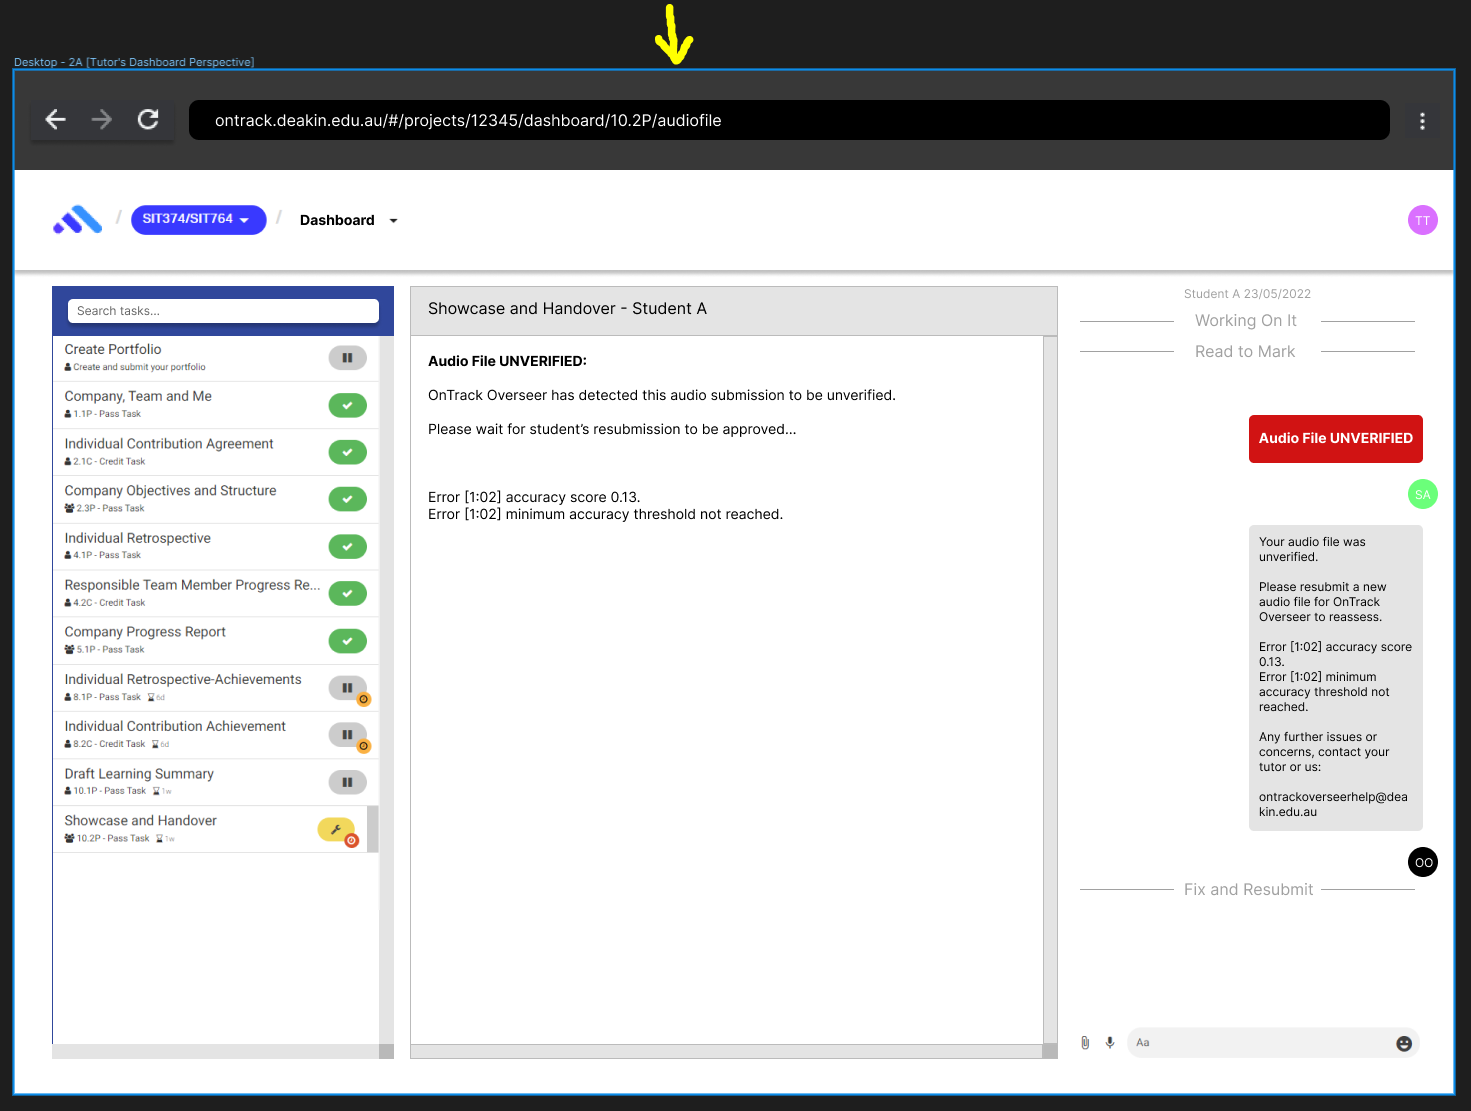 Desktop - 2A [Tutor's Dashboard Perspective]
ontrack.deakin.edu.au/#/projects/12345/dashboard/10.2P/audiofile
SIT374/SIT764
Dashboard
TT
Search tasks...
Create Portfolio
Create and submit your portfolio
Company, Team and Me
1.1P - Pass Task
Individual Contribution Agreement
2.1C - Credit Task
Company Objectives and Structure
2.3P - Pass Task
Individual Retrospective
4.1P - Pass Task
Responsible Team Member Progress Re...
4.2C - Credit Task
Company Progress Report
5.1P - Pass Task
Individual Retrospective-Achievements
8.1P - Pass Task 6d
Individual Contribution Achievement
8.2C - Credit Task 6d
Draft Learning Summary
10.1P - Pass Task 1w
Showcase and Handover
10.2P - Pass Task 1w
Showcase and Handover - Student A
Audio File UNVERIFIED:
OnTrack Overseer has detected this audio submission to be unverified.
Please wait for student’s resubmission to be approved...
Error [1:02] accuracy score 0.13.
Error [1:02] minimum accuracy threshold not reached.
Student A 23/05/2022
Working On It
Read to Mark
Audio File UNVERIFIED
SA
Your audio file was
unverified.
Please resubmit a new
audio file for OnTrack
Overseer to reassess.
Error [1:02] accuracy score
0.13.
Error [1:02] minimum
accuracy threshold not
reached.
Any further issues or
concerns, contact your
tutor or us:
ontrackoverseerhelp@dea
kin.edu.au
OO
Fix and Resubmit
Aa